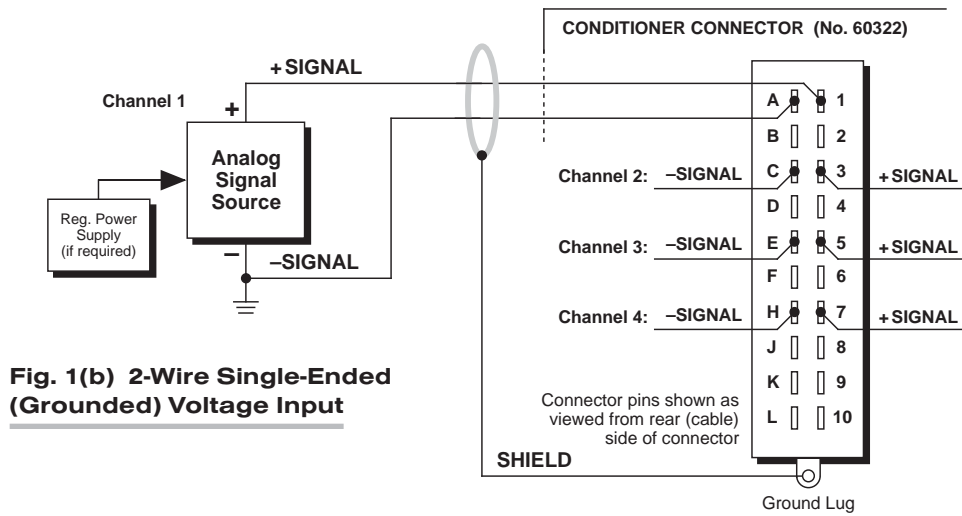 CONDITIONER CONNECTOR (No. 60322)
+SIGNAL
Channel 1
+
Analog
Signal
Source
Reg. Power
Supply
(if required)
–
–SIGNAL
A 1
B 2
Channel 2: –SIGNAL C 3 +SIGNAL
D 4
Channel 3: –SIGNAL E 5 +SIGNAL
F 6
Channel 4: –SIGNAL H 7 +SIGNAL
J 8
K 9
L 10
Fig. 1(b) 2-Wire Single-Ended
(Grounded) Voltage Input
Connector pins shown as
viewed from rear (cable)
side of connector
SHIELD
Ground Lug